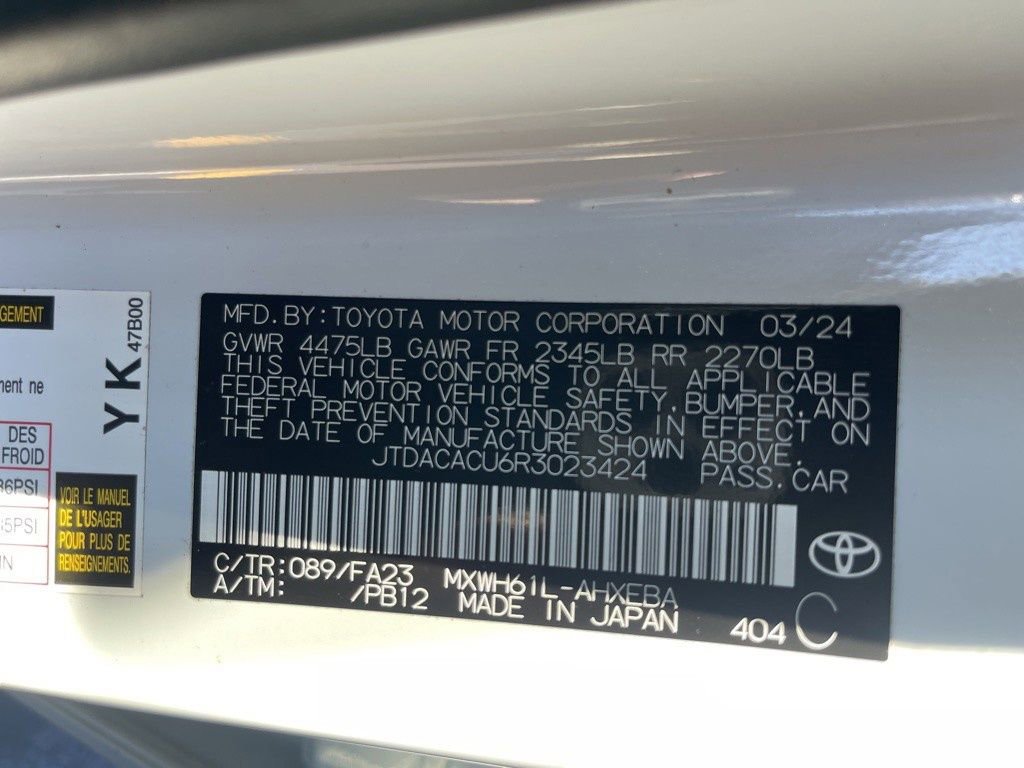 GEMENT
ment ne
DES
FROID
36PSI
35PSI
YK
47B00
VOIR LE MANUEL
DE L'USAGER
POUR PLUS DE
RENSEIGNEMENTS.
MFD.BY:TOYOTA MOTOR CORPORATION 03/24
GVWR 4475LB GAWR FR 2345LB RR 2270LB
THIS VEHICLE CONFORMS TO ALL APPLICABLE
FEDERAL MOTOR VEHICLE SAFETY,BUMPER,AND
THEFT PREVENTION STANDARDS IN EFFECT ON
THE DATE OF MANUFACTURE SHOWN ABOVE.
JTDACACU6R3023424 PASS.CAR
C/TR:089/FA23 MXWH61L-AHXEBA
A/TM: /PB12 MADE IN JAPAN
404 C